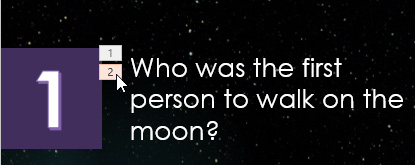 1
1
2
Who was the first
person to walk on the
moon?